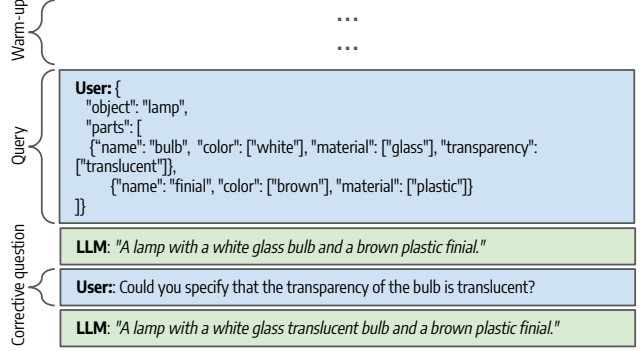 Warm-up
...
...
Query
User: {
"object": "lamp",
"parts": [
{“name": "bulb", "color": ["white"], "material": ["glass"], "transparency":
["translucent"]},
{"name": "finial", "color": ["brown"], "material": ["plastic"]}
]}
Corrective question
LLM: "A lamp with a white glass bulb and a brown plastic finial."
User:: Could you specify that the transparency of the bulb is translucent?
LLM: "A lamp with a white glass translucent bulb and a brown plastic finial."